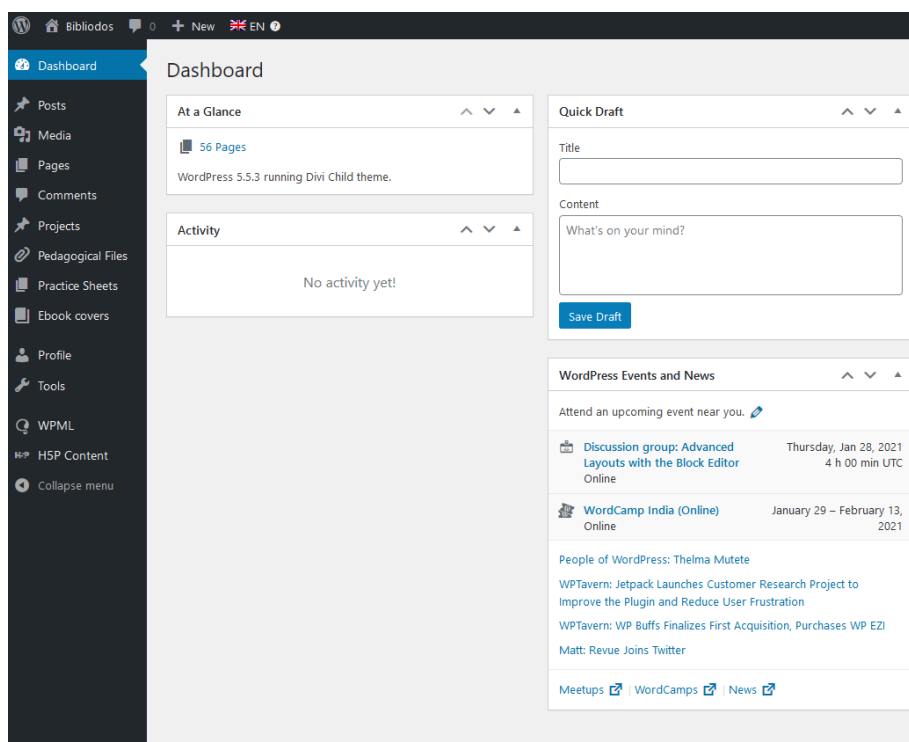 Bibliodos 0 New EN
Dashboard
Posts
Media
Pages
Comments
Projects
Pedagogical Files
Practice Sheets
Ebook covers
Profile
Tools
WPML
H5P H5P Content
Collapse menu
Dashboard
At a Glance
56 Pages
WordPress 5.5.3 running Divi Child theme.
Activity
No activity yet!
Quick Draft
Title
Content
What's on your mind?
Save Draft
WordPress Events and News
Attend an upcoming event near you.
Discussion group: Advanced Thursday, Jan 28, 2021
Layouts with the Block Editor 4 h 00 min UTC
Online
WordCamp India (Online) January 29 – February 13,
Online 2021
People of WordPress: Thelma Mutete
WPTavern: Jetpack Launches Customer Research Project to
Improve the Plugin and Reduce User Frustration
WPTavern: WP Buffs Finalizes First Acquisition, Purchases WP EZI
Matt: Revue Joins Twitter
Meetups | WordCamps | News